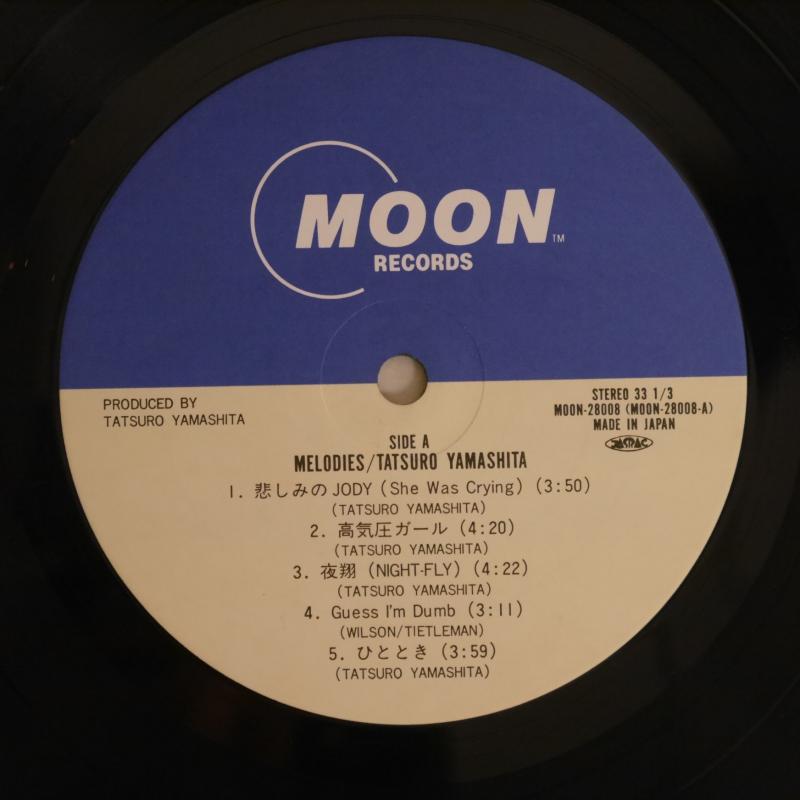 MOON
TM
RECORDS
PRODUCED BY
TATSURO YAMASHITA
STEREO 33 1/3
MOON-28008 (MOON-28008-A)
MADE IN JAPAN
JASRAC
SIDE A
MELODIES/TATSURO YAMASHITA
1. 悲しみのJODY (She Was Crying) (3:50)
(TATSURO YAMASHITA)
2. 高気圧ガール (4:20)
(TATSURO YAMASHITA)
3. 夜翔 (NIGHT-FLY) (4:22)
(TATSURO YAMASHITA)
4. Guess I'm Dumb (3:11)
(WILSON/TIETLEMAN)
5. ひととき (3:59)
(TATSURO YAMASHITA)